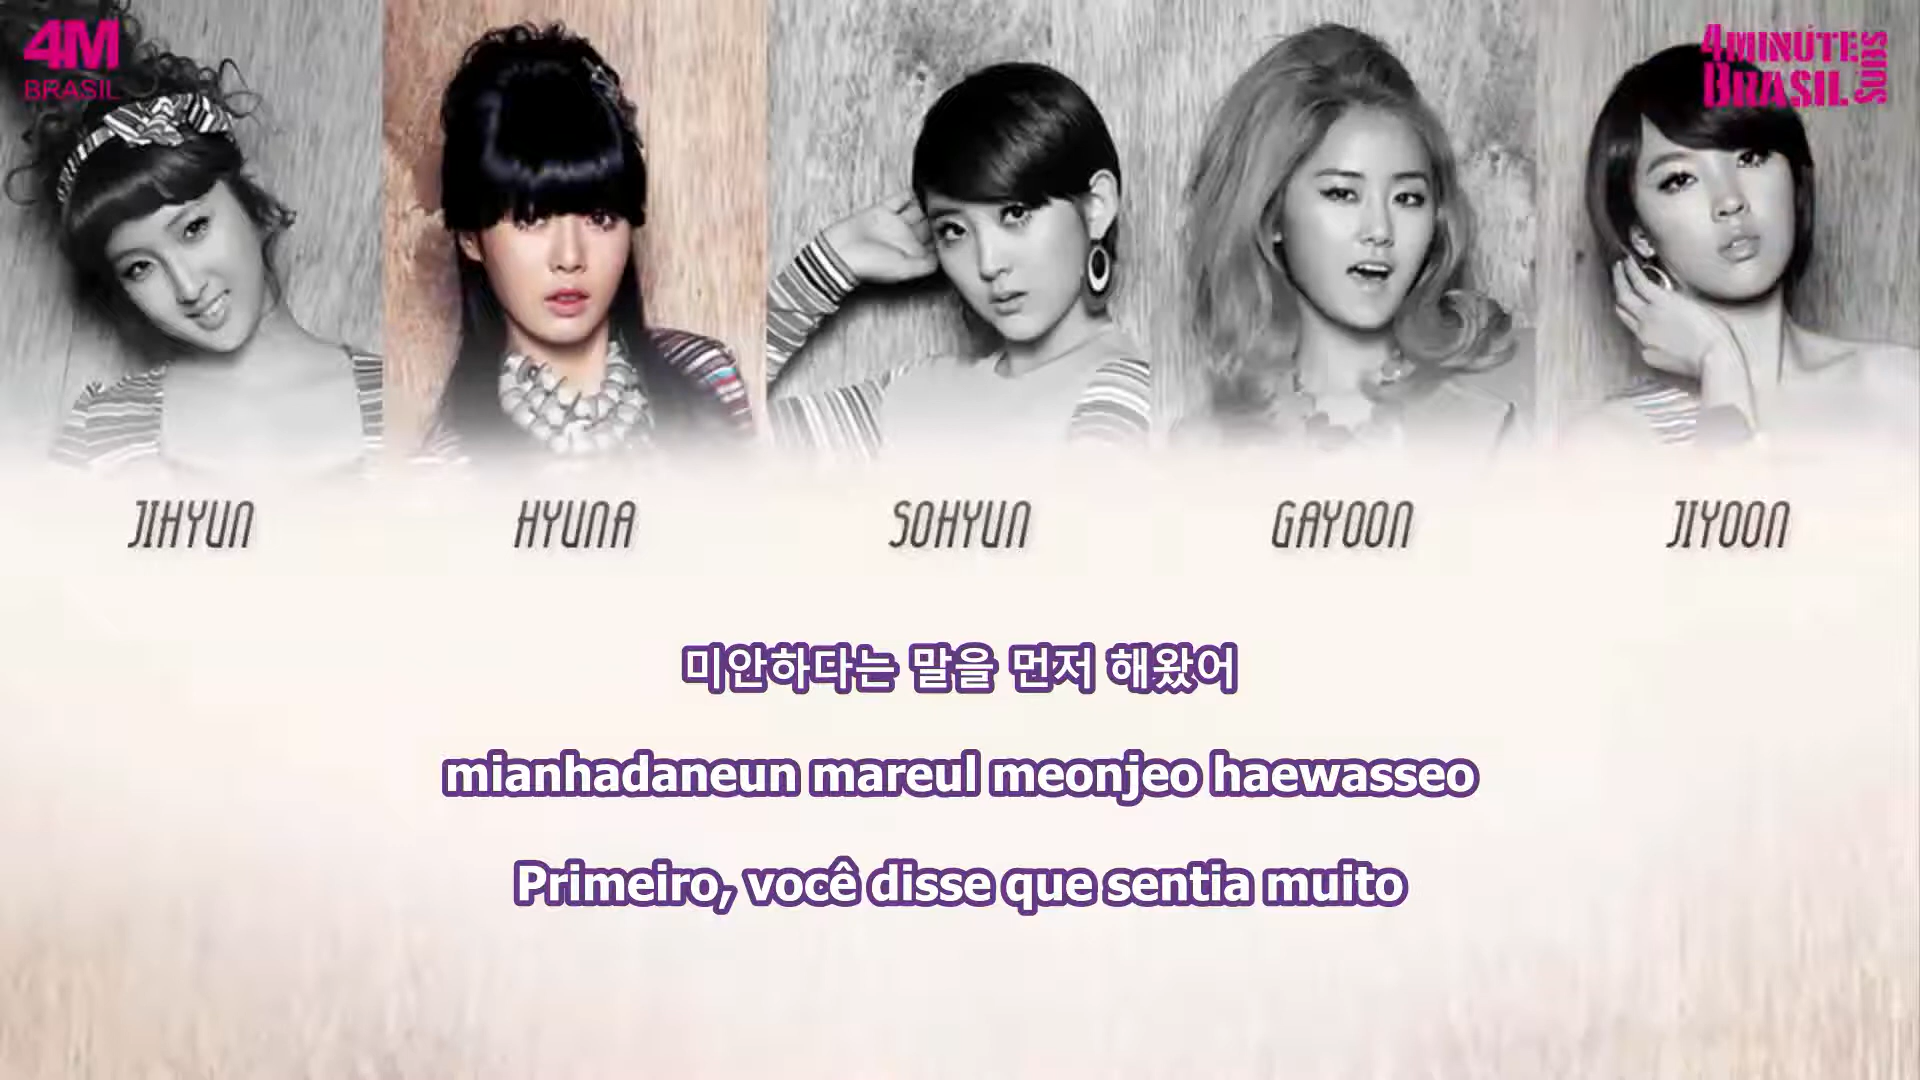 4M
BRASIL
4MINUTE
BRASIL
SUBS
JIHYUN
HYUNA
SOHYUN
GAYOON
JIYOON
미안하다는 말을 먼저 해왔어
mianhadaneun mareul meonjeo haewasseo
Primeiro, você disse que sentia muito